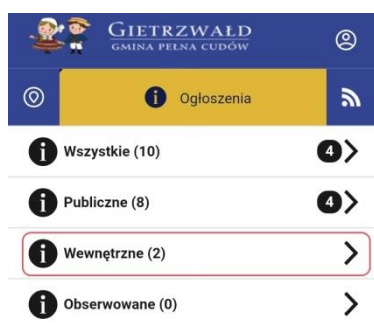 GIETRZWAŁD
GMINA PEŁNA CUDÓW
Ogłoszenia
Wszystkie (10) 4
Publiczne (8) 4
Wewnętrzne (2)
Obserwowane (0)